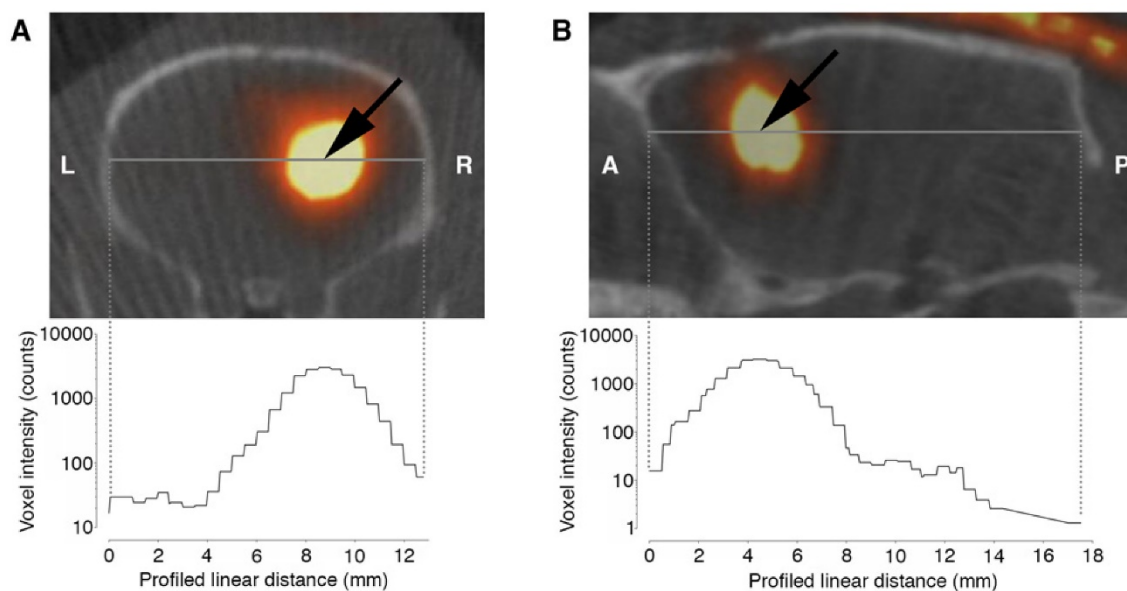 A
L
R
Voxel intensity (counts)
10000
1000
100
10
0 2 4 6 8 10 12
Profiled linear distance (mm)
B
A
P
Voxel intensity (counts)
10000
1000
100
10
1
0 2 4 6 8 10 12 14 16 18
Profiled linear distance (mm)